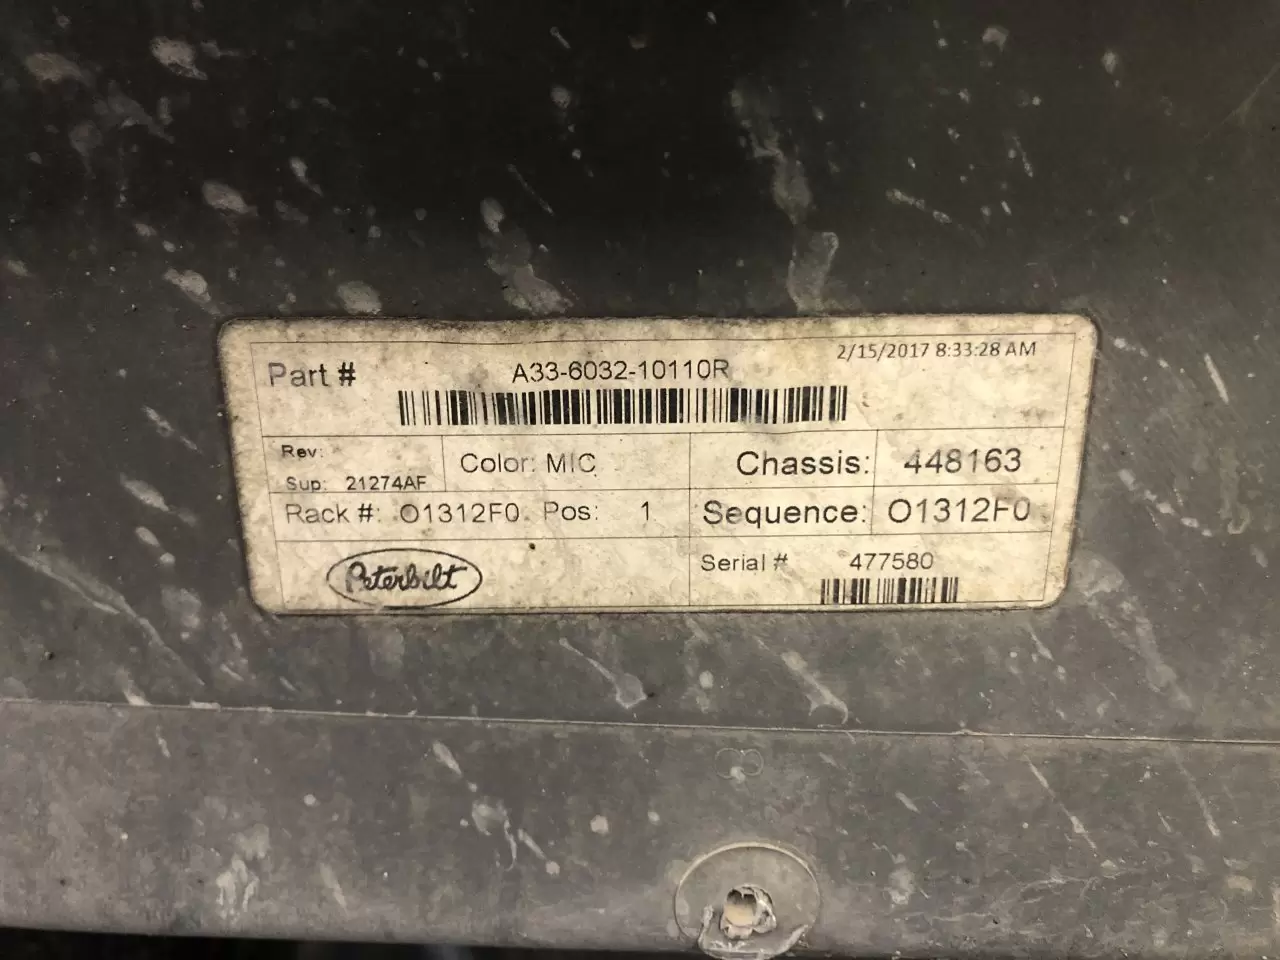 2/15/2017 8:33:28 AM
Part # A33-6032-10110R
Rev:
Sup: 21274AF
Color: MIC
Chassis: 448163
Rack #: O1312F0 Pos: 1
Sequence: O1312F0
Peterbilt
Serial # 477580